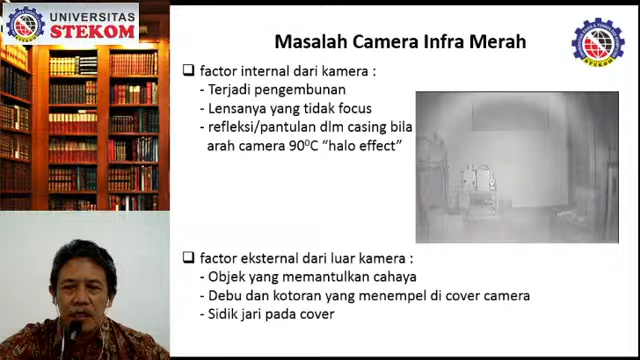 UNIVERSITAS
STEKOM
Masalah Camera Infra Merah
STEKOM
❑ factor internal dari kamera :
- Terjadi pengembunan
- Lensanya yang tidak focus
- refleksi/pantulan dlm casing bila
arah camera 90⁰C “halo effect”
❑ factor eksternal dari luar kamera :
- Objek yang memantulkan cahaya
- Debu dan kotoran yang menempel di cover camera
- Sidik jari pada cover